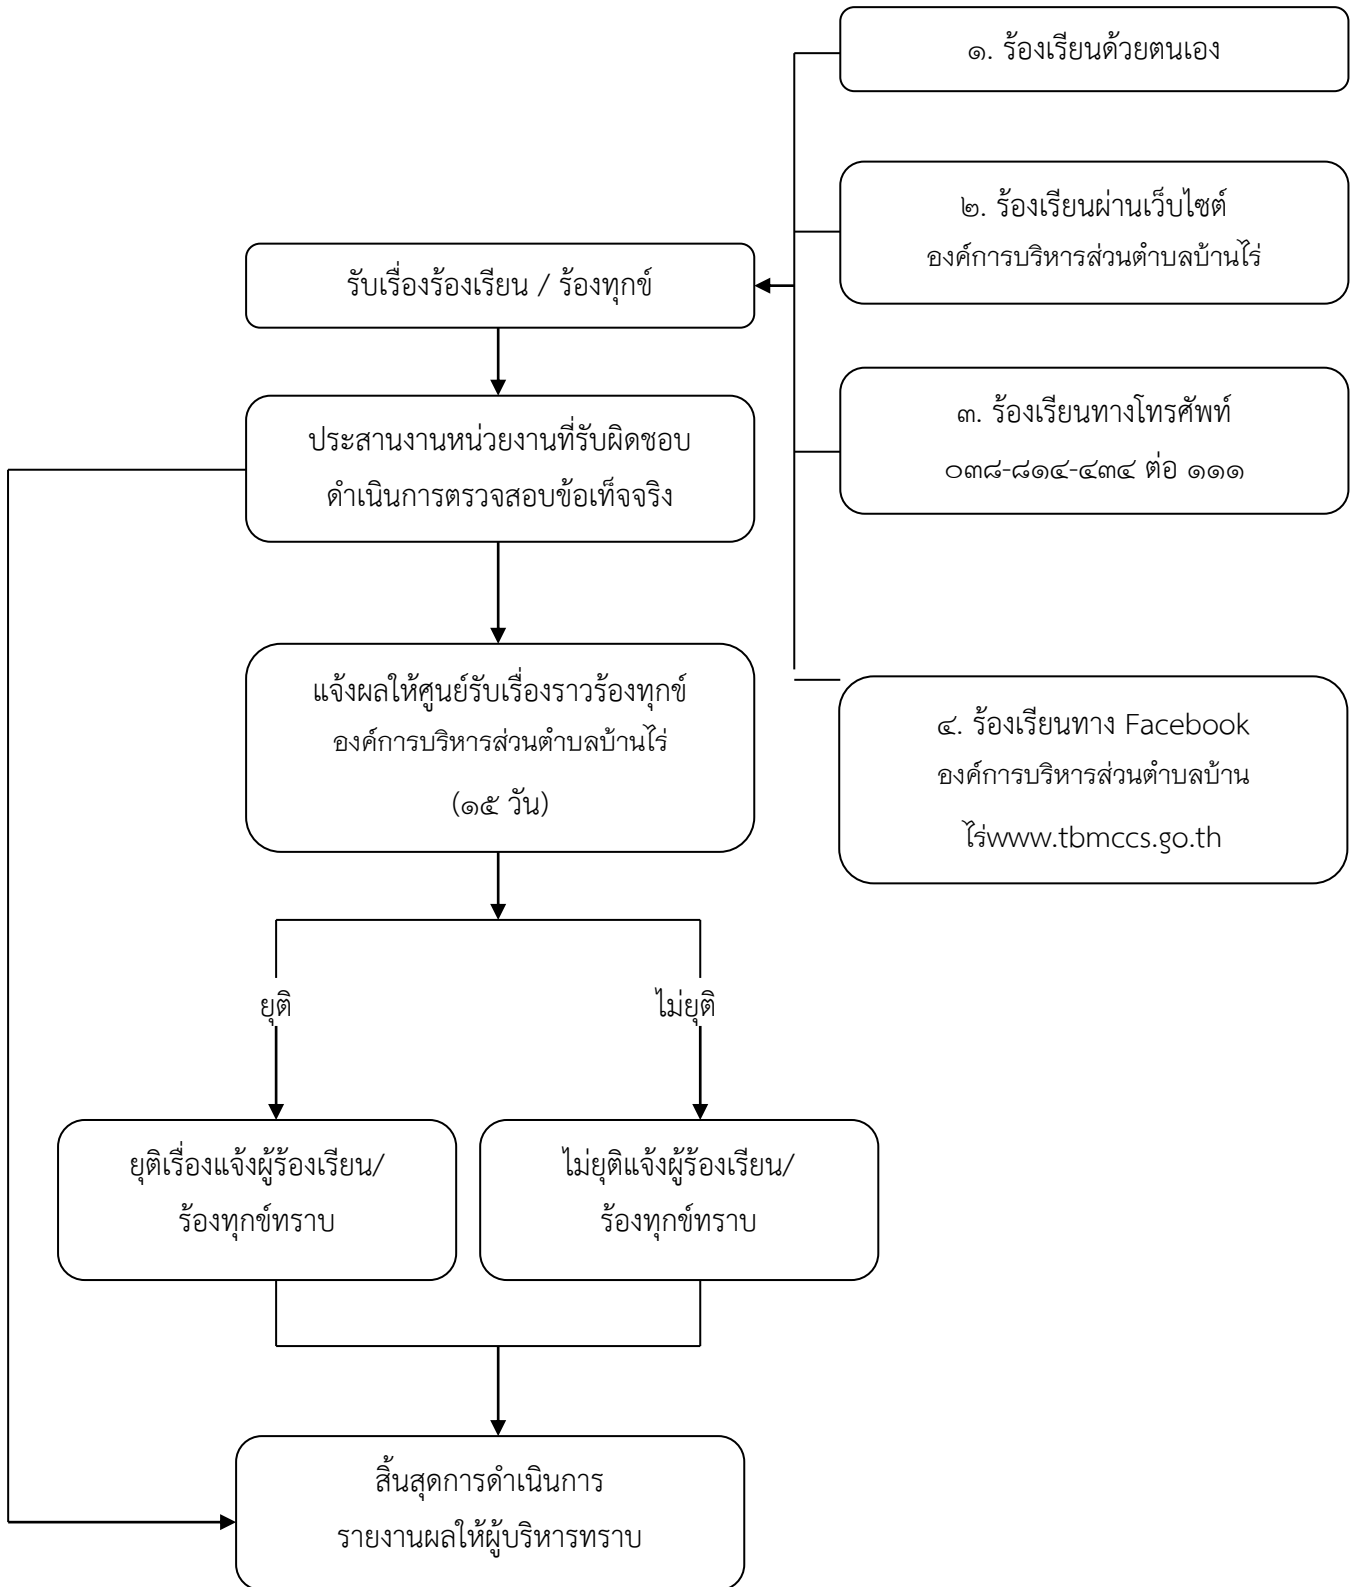 ๑. ร้องเรียนด้วยตนเอง
๒. ร้องเรียนผ่านเว็บไซต์
องค์การบริหารส่วนตำบลบ้านไร่
รับเรื่องร้องเรียน / ร้องทุกข์
๓. ร้องเรียนทางโทรศัพท์
๐๓๘-๘๑๔-๔๓๔ ต่อ ๑๑๑
ประสานงานหน่วยงานที่รับผิดชอบ
ดำเนินการตรวจสอบข้อเท็จจริง
แจ้งผลให้ศูนย์รับเรื่องราวร้องทุกข์
องค์การบริหารส่วนตำบลบ้านไร่
(๑๕ วัน)
๔. ร้องเรียนทาง Facebook
องค์การบริหารส่วนตำบลบ้าน
ไร่www.tbmccs.go.th
ยุติ
ไม่ยุติ
ยุติเรื่องแจ้งผู้ร้องเรียน/
ร้องทุกข์ทราบ
ไม่ยุติแจ้งผู้ร้องเรียน/
ร้องทุกข์ทราบ
สิ้นสุดการดำเนินการ
รายงานผลให้ผู้บริหารทราบ